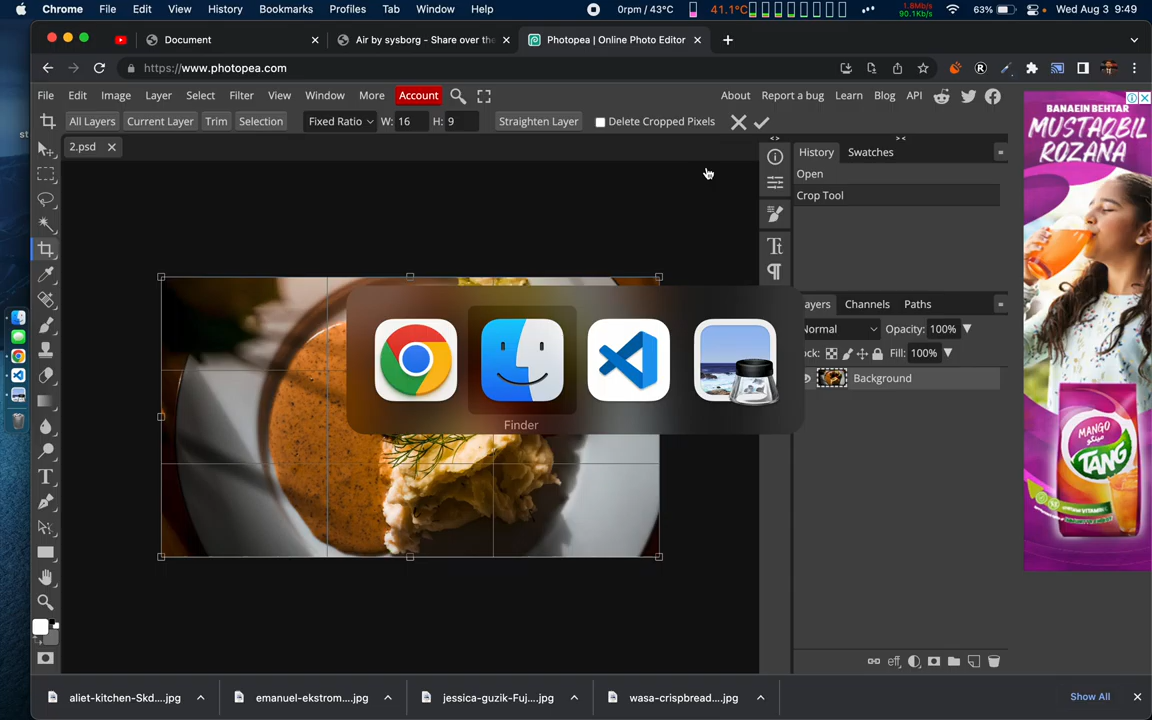 Chrome File Edit View History Bookmarks Profiles Tab Window Help 0rpm / 43°C 41.1°C 1.8Mb/s 90.1Kb/s 63% Wed Aug 3 9:49
Document Air by sysborg - Share over the Photopea | Online Photo Editor
https://www.photopea.com
File Edit Image Layer Select Filter View Window More Account About Report a bug Learn Blog API
All Layers Current Layer Trim Selection Fixed Ratio W: 16 H: 9 Straighten Layer Delete Cropped Pixels
2.psd
< > > <
History Swatches
Open
Crop Tool
ayers Channels Paths
Normal Opacity: 100%
ock: Fill: 100%
Background
Finder
eff
BANAEIN BEHTAR
MUSTAQBIL
ROZANA
MANGO
TANG
aliet-kitchen-Skd....jpg emanuel-ekstrom....jpg jessica-guzik-Fuj....jpg wasa-crispbread....jpg Show All